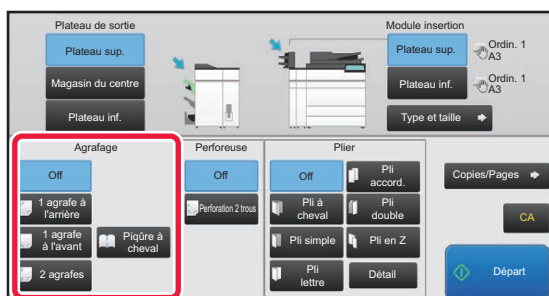 Plateau de sortie
Module insertion
Plateau sup.
Magasin du centre
Plateau inf.
Plateau sup.
Ordin. 1
A3
Plateau inf.
Ordin. 1
A3
Type et taille
Agrafage
Off
1 agrafe à
l'arrière
1 agrafe
à l'avant
Piqûre à
cheval
2 agrafes
Perforeuse
Off
Perforation 2 trous
Plier
Off
Pli
accord.
Pli à
cheval
Pli
double
Pli simple
Pli en Z
Pli
lettre
Détail
Copies/Pages
CA
Départ